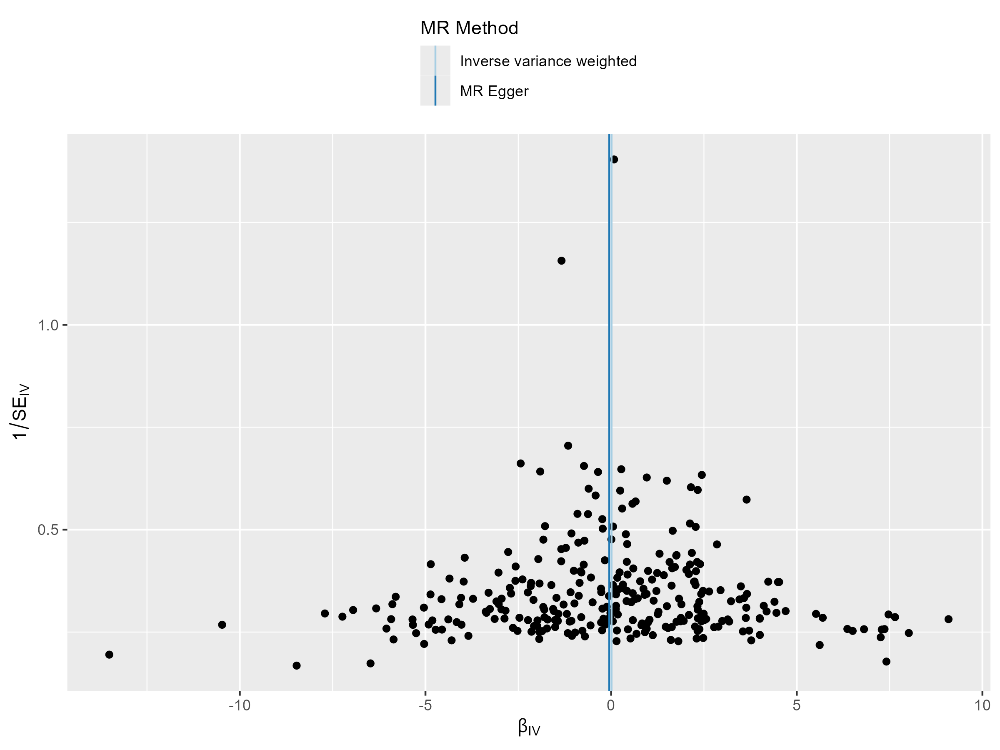 MR Method
Inverse variance weighted
MR Egger
1.0
0.5
1/SE_IV
-10
-5
0
5
10
β_IV